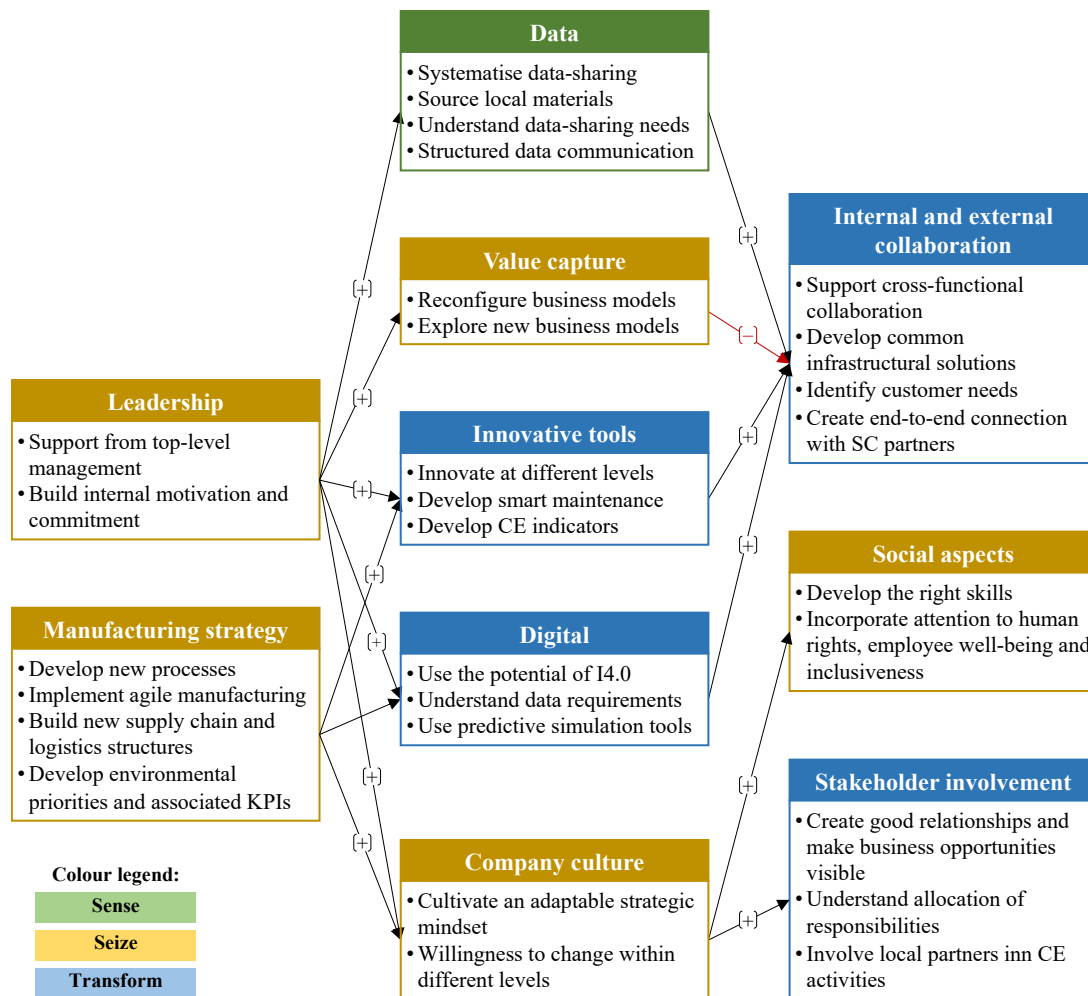 Data
• Systematise data-sharing
• Source local materials
• Understand data-sharing needs
• Structured data communication
Value capture
• Reconfigure business models
• Explore new business models
Leadership
• Support from top-level
management
• Build internal motivation and
commitment
Innovative tools
• Innovate at different levels
• Develop smart maintenance
• Develop CE indicators
Manufacturing strategy
• Develop new processes
• Implement agile manufacturing
• Build new supply chain and
logistics structures
• Develop environmental
priorities and associated KPIs
Digital
• Use the potential of I4.0
• Understand data requirements
• Use predictive simulation tools
Company culture
• Cultivate an adaptable strategic
mindset
• Willingness to change within
different levels
Internal and external
collaboration
• Support cross-functional
collaboration
• Develop common
infrastructural solutions
• Identify customer needs
• Create end-to-end connection
with SC partners
Social aspects
• Develop the right skills
• Incorporate attention to human
rights, employee well-being and
inclusiveness
Stakeholder involvement
• Create good relationships and
make business opportunities
visible
• Understand allocation of
responsibilities
• Involve local partners inn CE
activities
[+]
[+]
[+]
[+]
[+]
[+]
[+]
[+]
[+]
[−]
[+]
[+]
[+]
[+]
Colour legend:
Sense
Seize
Transform